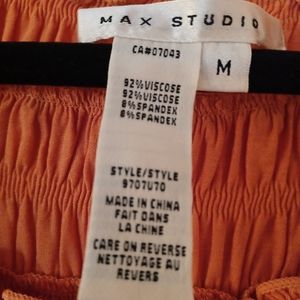 MAX STUDIO
M
CA#07043
92%VISCOSE
92%VISCOSE
8%SPANDEX
8%SPANDEX
STYLE/STYLE
9707U70
MADE IN CHINA
FAIT DANS
LA CHINE
CARE ON REVERSE
NETTOYAGE AU
REVERS